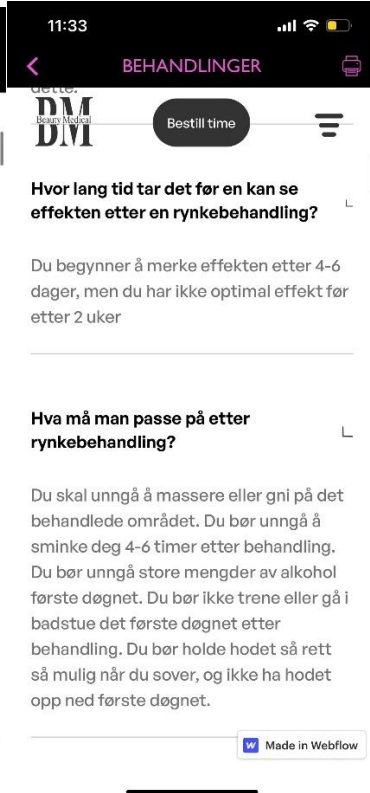 11:33
BEHANDLINGER
dette.
BM
Beauty Medical
Bestill time
Hvor lang tid tar det før en kan se
effekten etter en rynkebehandling?
Du begynner å merke effekten etter 4-6
dager, men du har ikke optimal effekt før
etter 2 uker
Hva må man passe på etter
rynkebehandling?
Du skal unngå å massere eller gni på det
behandlede området. Du bør unngå å
sminke deg 4-6 timer etter behandling.
Du bør unngå store mengder av alkohol
første døgnet. Du bør ikke trene eller gå i
badstue det første døgnet etter
behandling. Du bør holde hodet så rett
så mulig når du sover, og ikke ha hodet
opp ned første døgnet.
Made in Webflow